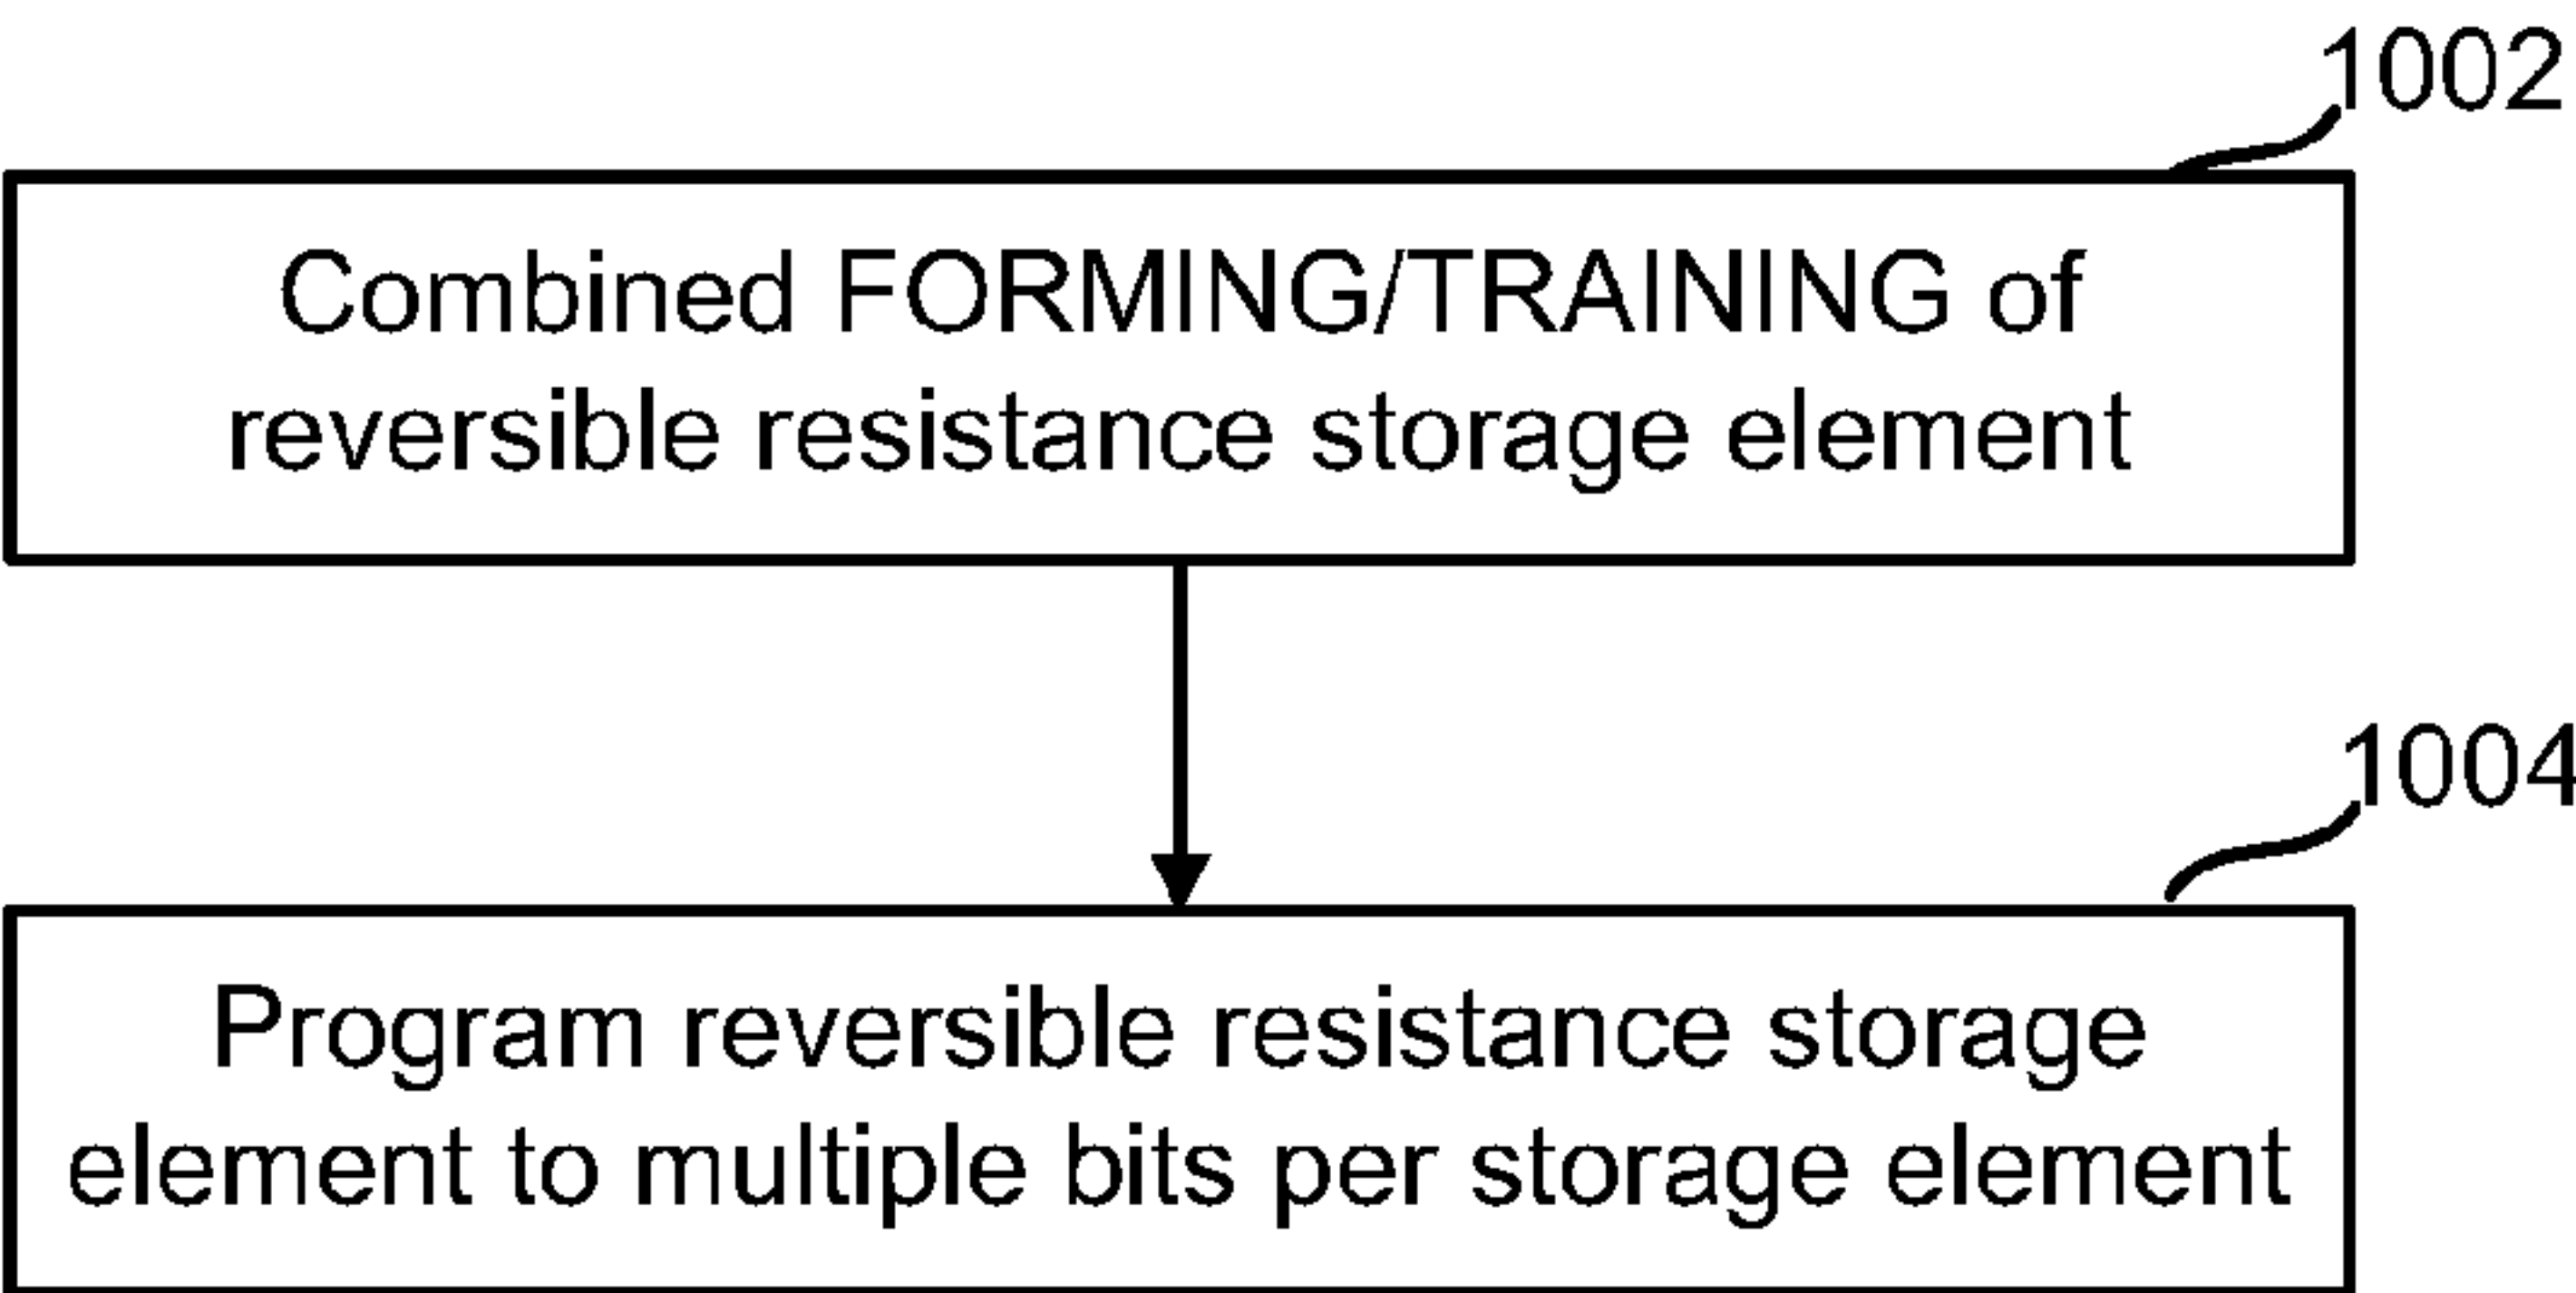 1002
Combined FORMING/TRAINING of
reversible resistance storage element
1004
Program reversible resistance storage
element to multiple bits per storage element